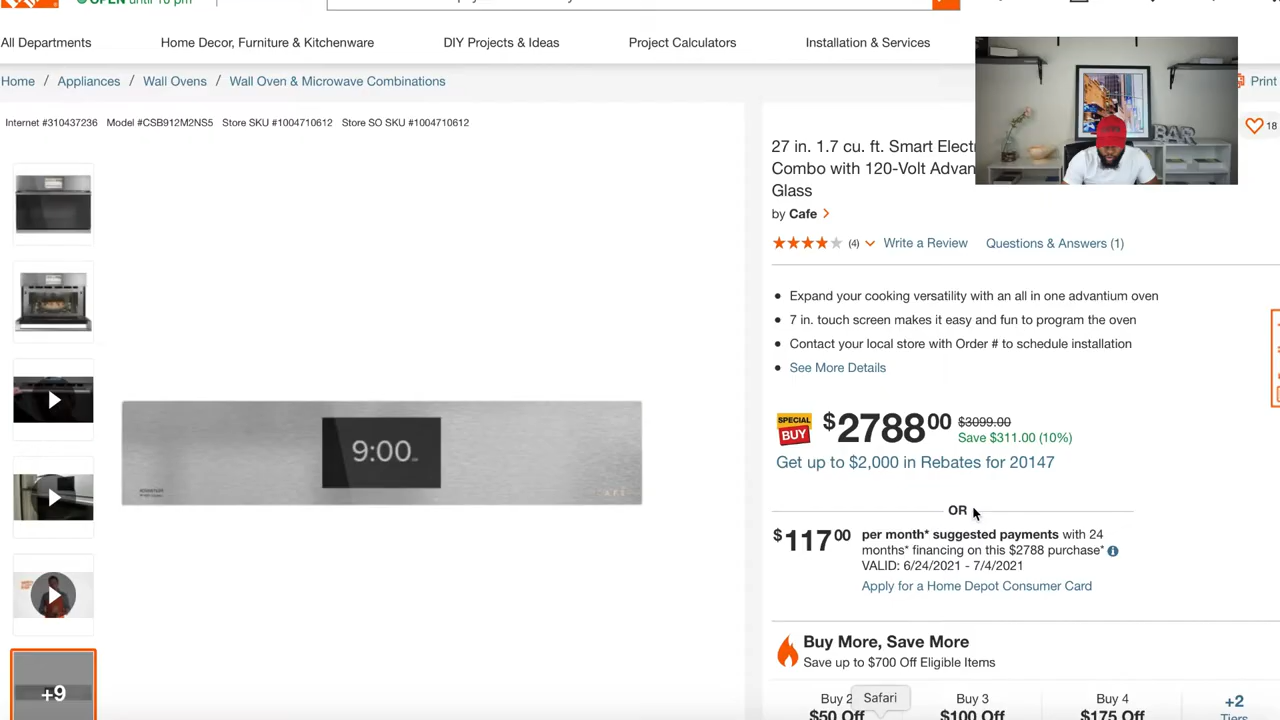 OPEN until 10 pm
All Departments
Home Decor, Furniture & Kitchenware
DIY Projects & Ideas
Project Calculators
Installation & Services
Home / Appliances / Wall Ovens / Wall Oven & Microwave Combinations
Print
Internet #310437236 Model #CSB912M2NS5 Store SKU #1004710612 Store SO SKU #1004710612
18
27 in. 1.7 cu. ft. Smart
Combo with 120-Volt
Glass
by Cafe
(4) Write a Review Questions & Answers (1)
BAR
Expand your cooking versatility with an all in one advantium oven
7 in. touch screen makes it easy and fun to program the oven
Contact your local store with Order # to schedule installation
See More Details
SPECIAL
BUY
$2788 00
$3099.00
Save $311.00 (10%)
Get up to $2,000 in Rebates for 20147
9:00
CAFE
OR
$117 00
per month* suggested payments with 24
months* financing on this $2788 purchase*
VALID: 6/24/2021 - 7/4/2021
Apply for a Home Depot Consumer Card
Buy More, Save More
Save up to $700 Off Eligible Items
+9
Buy 2
$50 Off
Safari
Buy 3
$100 Off
Buy 4
$175 Off
+2
Tiers